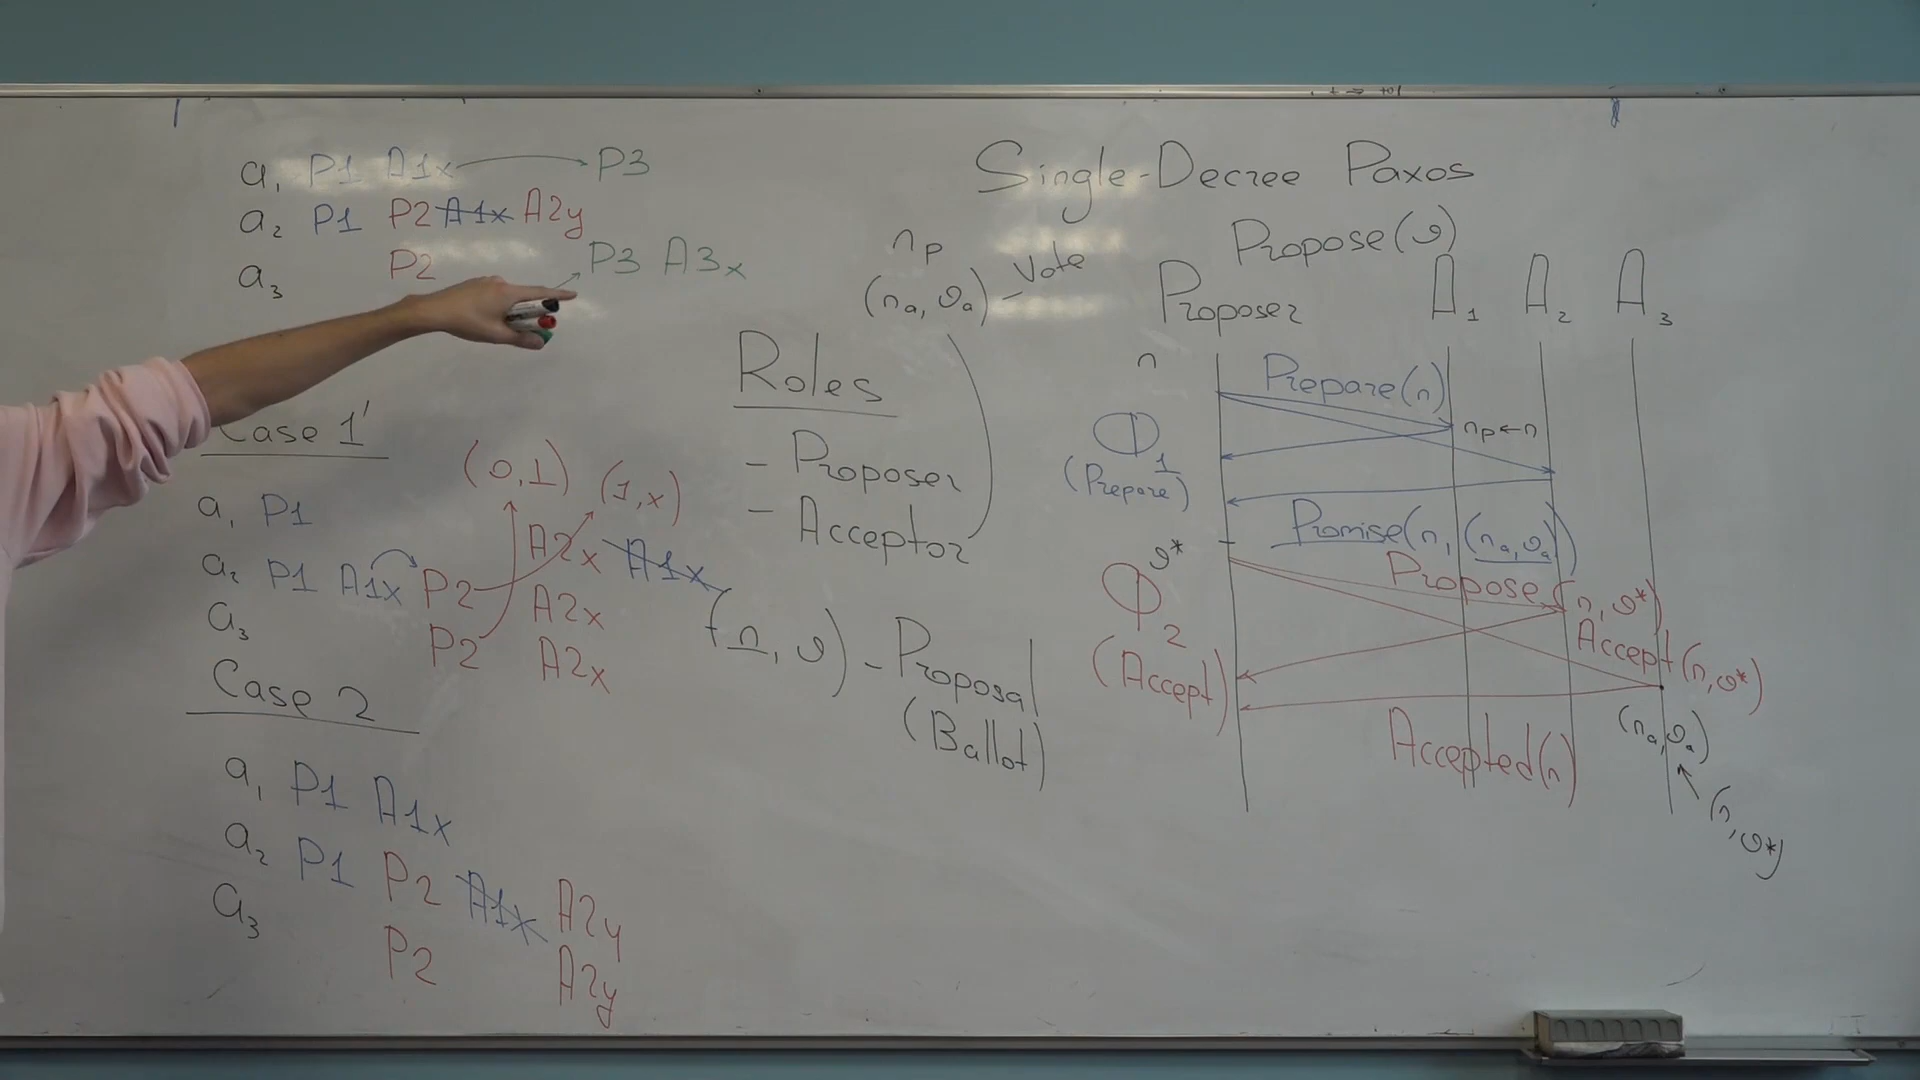 a₁ P1 A1x P3
a₂ P1 P2 A1x A2y
a₃ P2 P3 A3x
Case 1'
(0,1) (1,x)
a₁ P1 A2x A1x
a₂ P1 A1x P2 A2x
a₃ P2 A2x
Case 2
a₁ P1 A1x
a₂ P1 P2 A1x A2y
a₃ P2 A2y
nₚ
(nₐ, vₐ) – Vote
Roles
– Proposer
– Acceptor
(n, v) – Proposal
(Ballot)
Single-Decree Paxos
Propose(v)
Proposer A₁ A₂ A₃
n
Prepare(n)
Φ₁ nₚ ← n
(Prepare)
Promise(n, (nₐ, vₐ))
v*
Propose(n, v*)
Φ₂ Accept(n, v*)
(Accept)
Accepted(n) (nₐ, vₐ)
(n, v*)